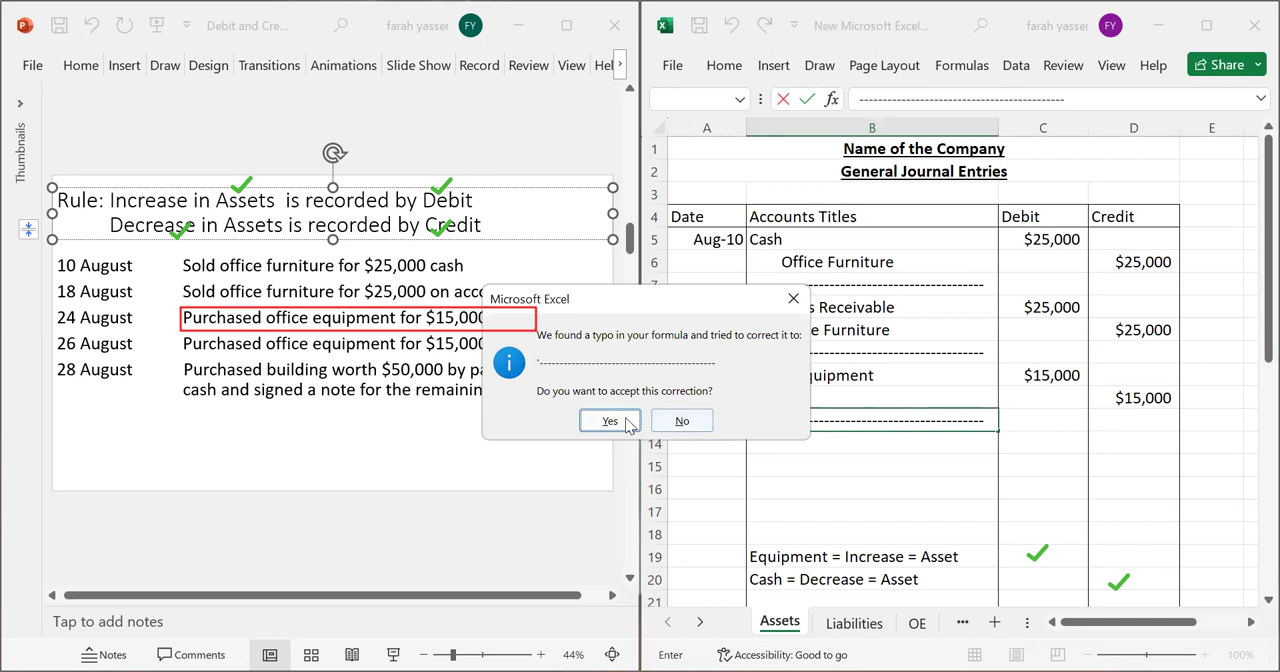 Debit and Cre...
farah yasser
FY
File Home Insert Draw Design Transitions Animations Slide Show Record Review View Hel
Thumbnails
Rule: Increase in Assets is recorded by Debit
Decrease in Assets is recorded by Credit
10 August Sold office furniture for $25,000 cash
18 August Sold office furniture for $25,000 on acc
24 August Purchased office equipment for $15,000
26 August Purchased office equipment for $15,000
28 August Purchased building worth $50,000 by pa
cash and signed a note for the remainin
Tap to add notes
Notes Comments 44%
New Microsoft Excel...
farah yasser
FY
File Home Insert Draw Page Layout Formulas Data Review View Help Share
fx --------------------------------------------
A B C D E
1 Name of the Company
2 General Journal Entries
3
4 Date Accounts Titles Debit Credit
5 Aug-10 Cash $25,000
6 Office Furniture $25,000
7 --------------------------------------------
s Receivable $25,000
e Furniture $25,000
--------------------------------------------
quipment $15,000
$15,000
--------------------------------------------
14
15
16
17
18
19 Equipment = Increase = Asset
20 Cash = Decrease = Asset
21
Assets Liabilities OE ...
Enter Accessibility: Good to go 100%
Microsoft Excel
We found a typo in your formula and tried to correct it to:
'--------------------------------------------
Do you want to accept this correction?
Yes No